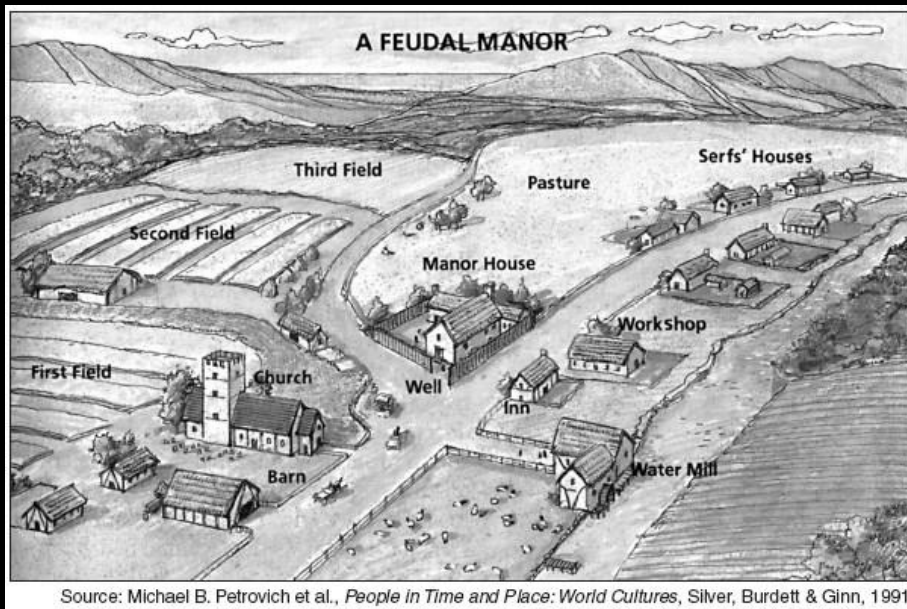 A FEUDAL MANOR
Serfs' Houses
Third Field
Pasture
Second Field
Manor House
Workshop
First Field
Church
Well
Inn
Barn
Water Mill
Source: Michael B. Petrovich et al., People in Time and Place: World Cultures, Silver, Burdett & Ginn, 1991